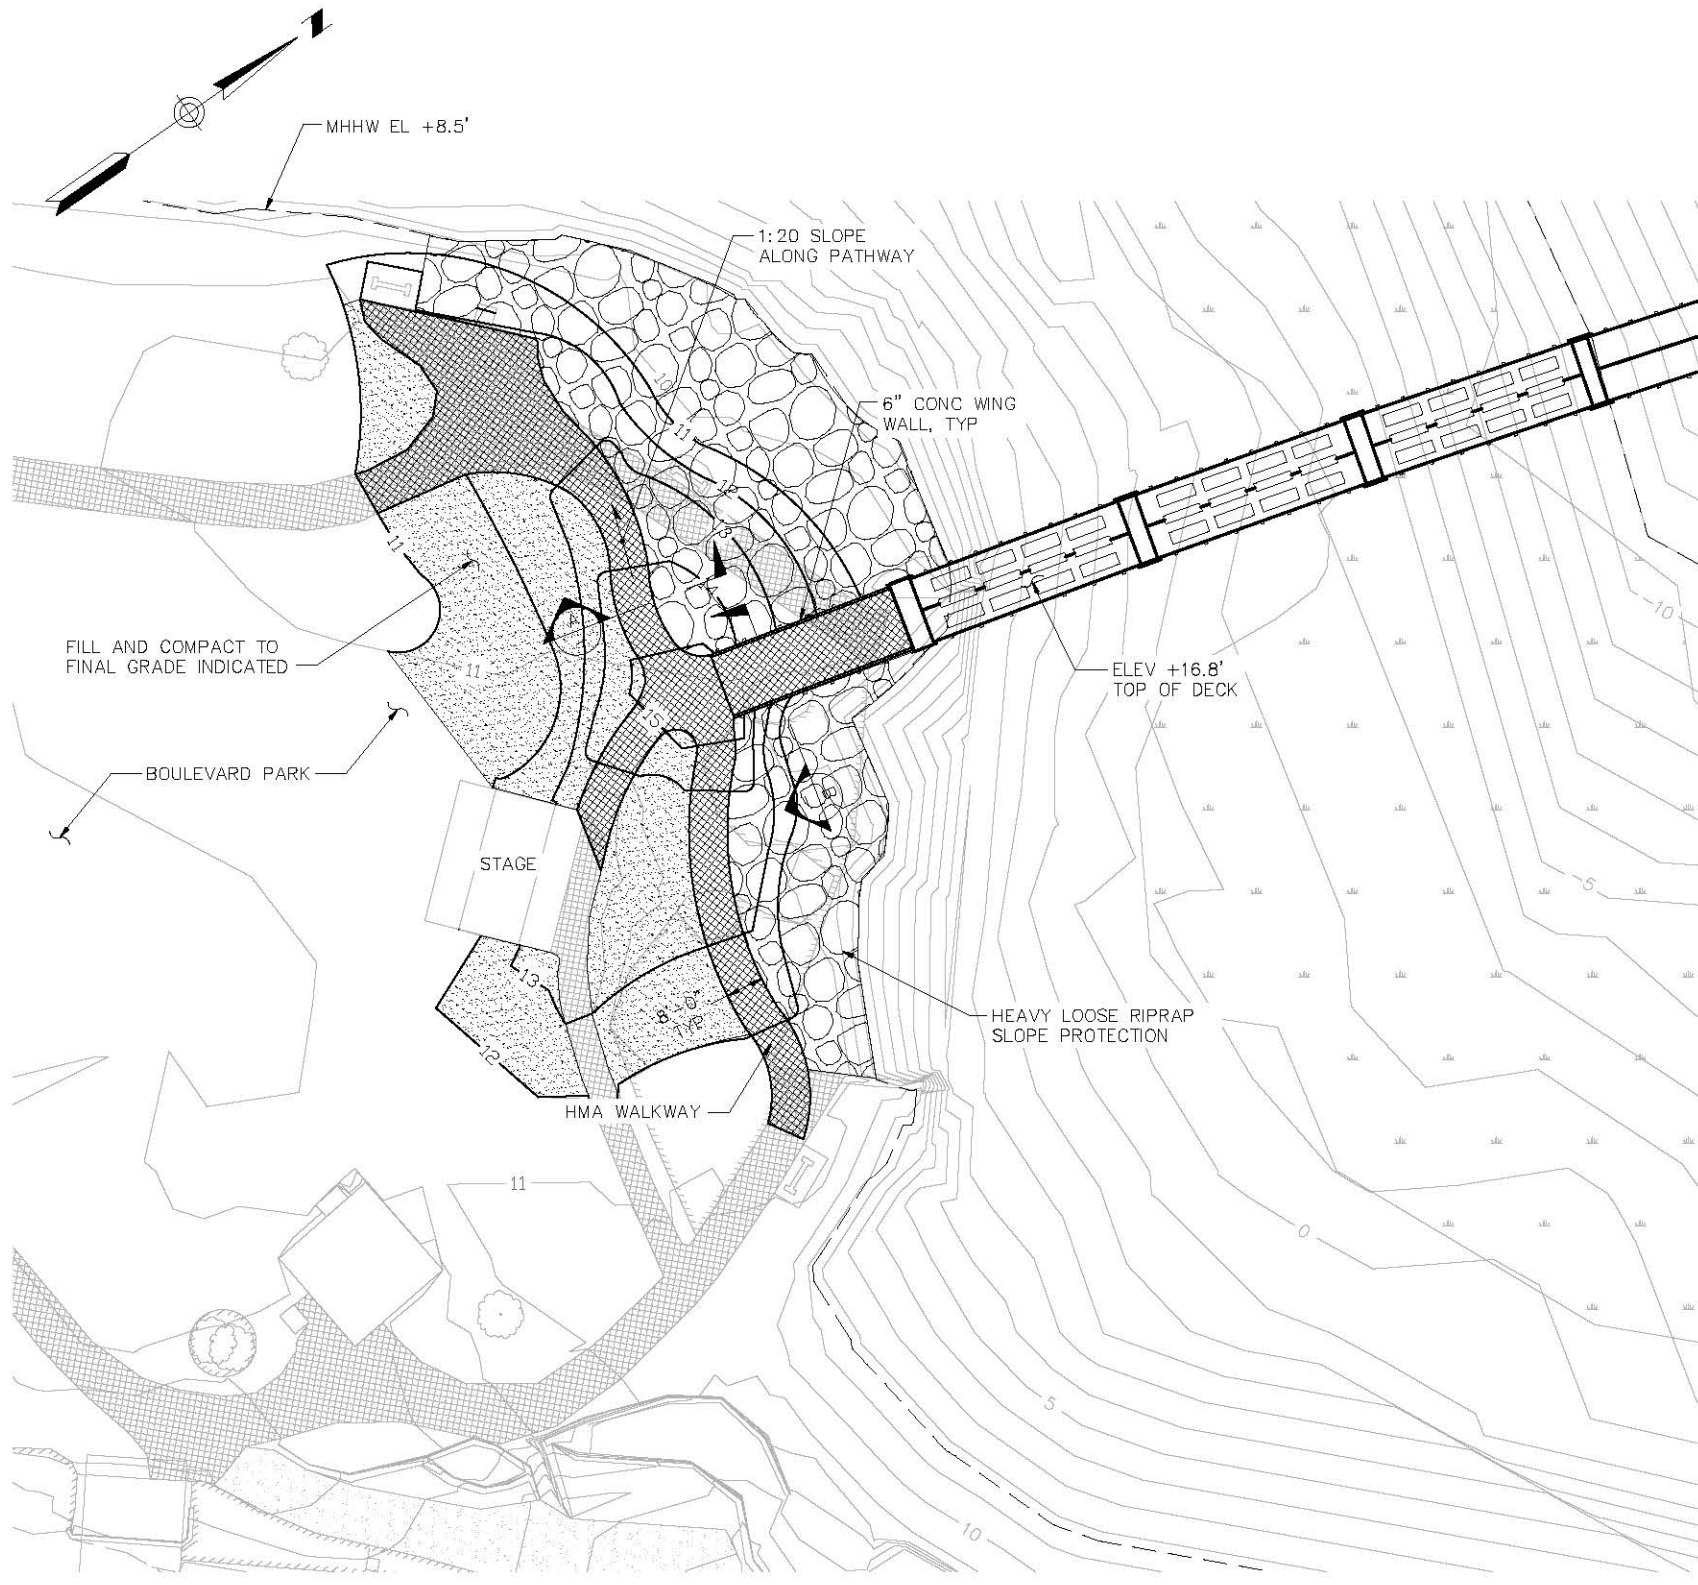 MHHW EL +8.5'
1:20 SLOPE
ALONG PATHWAY
10
6" CONC WING
WALL, TYP
11
12
13
14
11
A
-10
FILL AND COMPACT TO
FINAL GRADE INDICATED
11
ELEV +16.8'
TOP OF DECK
15
BOULEVARD PARK
B
STAGE
-5
13
8'-0"
TYP
HEAVY LOOSE RIPRAP
SLOPE PROTECTION
12
HMA WALKWAY
11
0
5
10